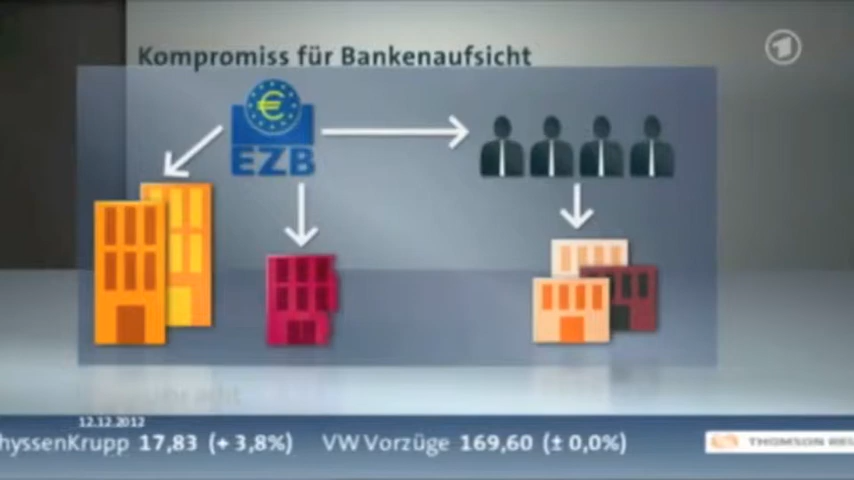 Kompromiss für Bankenaufsicht
1
€
EZB
12.12.2012
hyssenKrupp 17,83 (+ 3,8%) VW Vorzüge 169,60 (± 0,0%) THOMSON REU